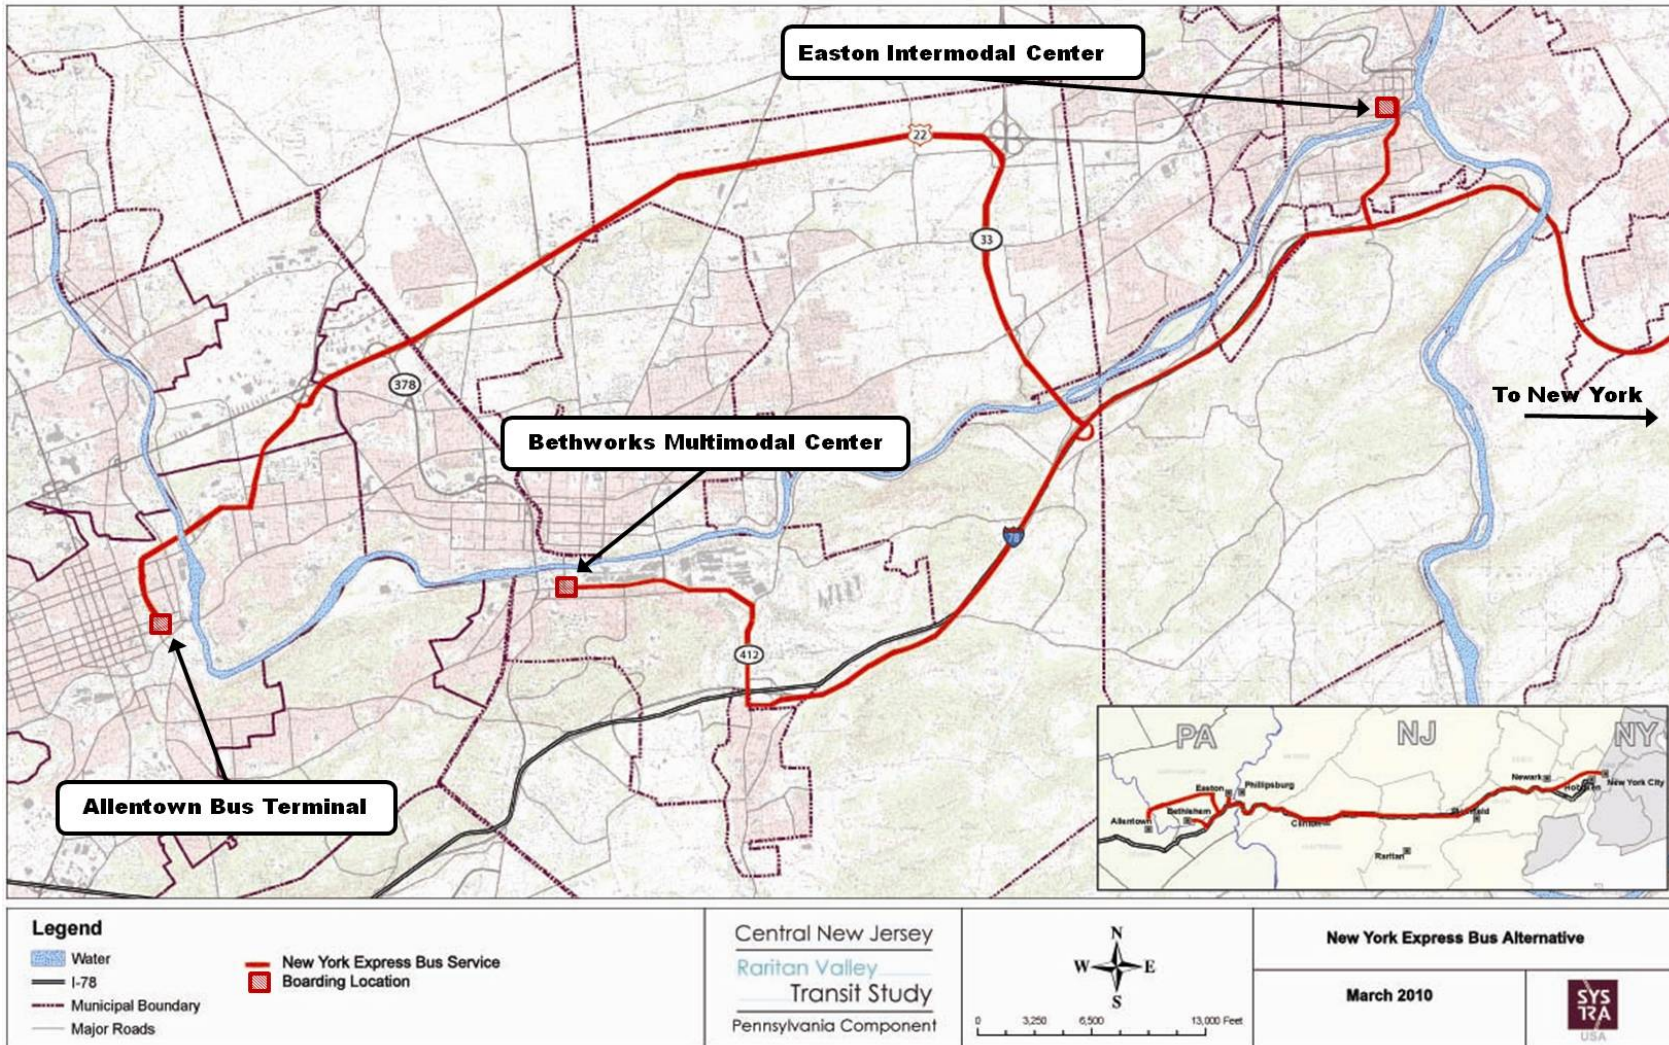 Easton Intermodal Center
22
33
378
To New York
Bethworks Multimodal Center
78
412
Allentown Bus Terminal
PA
NJ
NY
Newark
New York City
Easton
Phillipsburg
Bethlehem
Allentown
Raritan
Legend
Water
I-78
Municipal Boundary
Major Roads
New York Express Bus Service
Boarding Location
Central New Jersey
Raritan Valley
Transit Study
Pennsylvania Component
N
W E
S
0 3,250 6,500 13,000 Feet
New York Express Bus Alternative
March 2010
SYS
TRA
USA